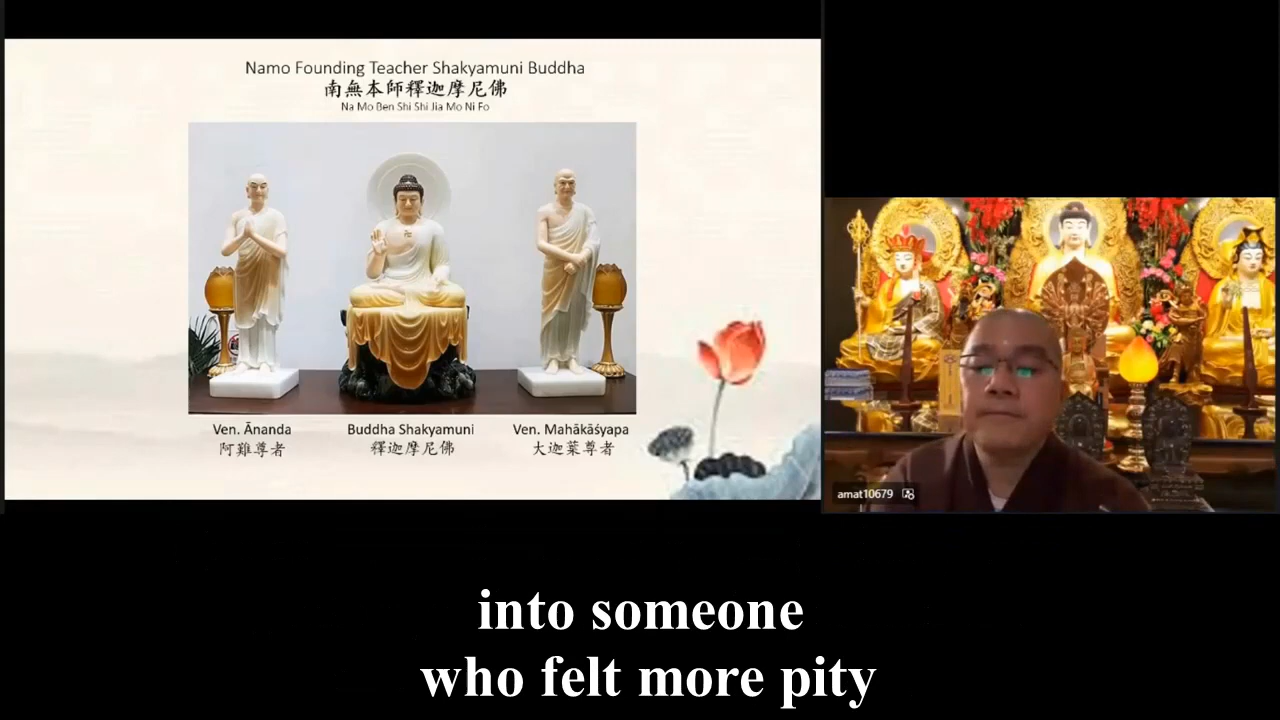 Namo Founding Teacher Shakyamuni Buddha
南無本師釋迦摩尼佛
Na Mo Ben Shi Shi Jia Mo Ni Fo
Ven. Ānanda
阿難尊者
Buddha Shakyamuni
釋迦摩尼佛
Ven. Mahākāśyapa
大迦葉尊者
amat10679
into someone
who felt more pity